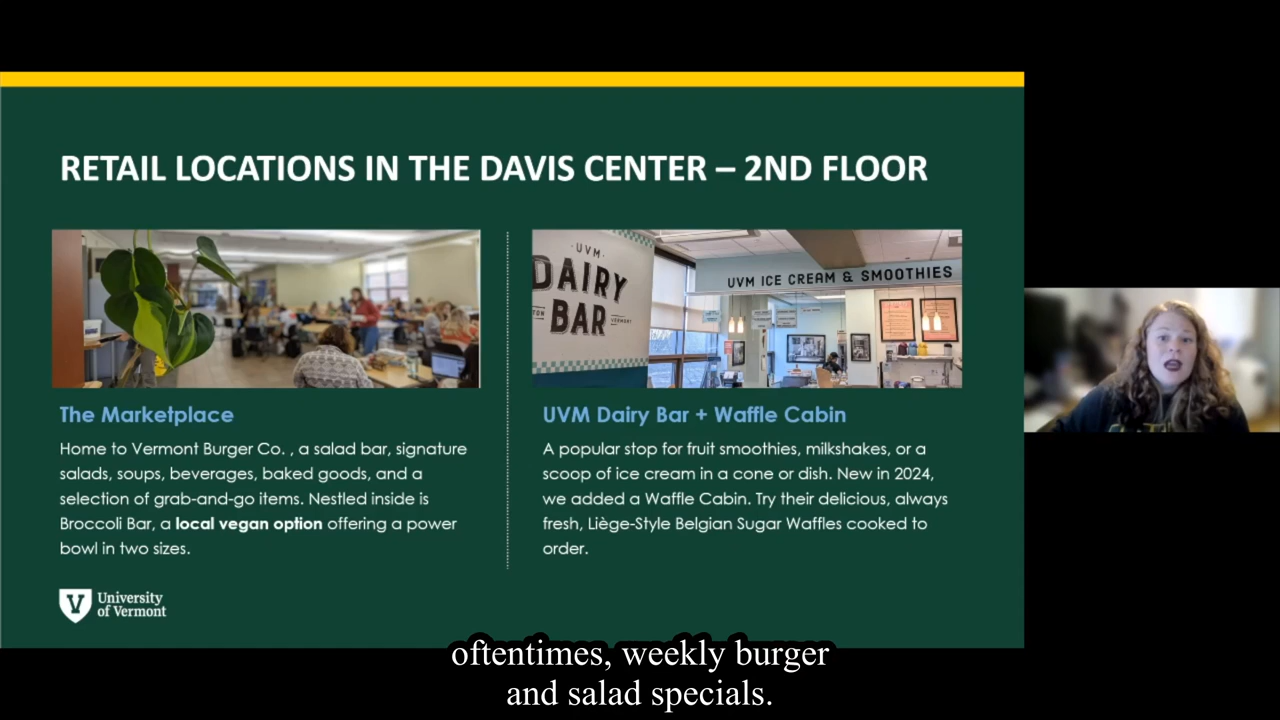 RETAIL LOCATIONS IN THE DAVIS CENTER – 2ND FLOOR
· UVM ·
DAIRY
BAR
VERMONT
UVM ICE CREAM & SMOOTHIES
The Marketplace
Home to Vermont Burger Co. , a salad bar, signature
salads, soups, beverages, baked goods, and a
selection of grab-and-go items. Nestled inside is
Broccoli Bar, a local vegan option offering a power
bowl in two sizes.
UVM Dairy Bar + Waffle Cabin
A popular stop for fruit smoothies, milkshakes, or a
scoop of ice cream in a cone or dish. New in 2024,
we added a Waffle Cabin. Try their delicious, always
fresh, Liège-Style Belgian Sugar Waffles cooked to
order.
University
of Vermont
oftentimes, weekly burger
and salad specials.